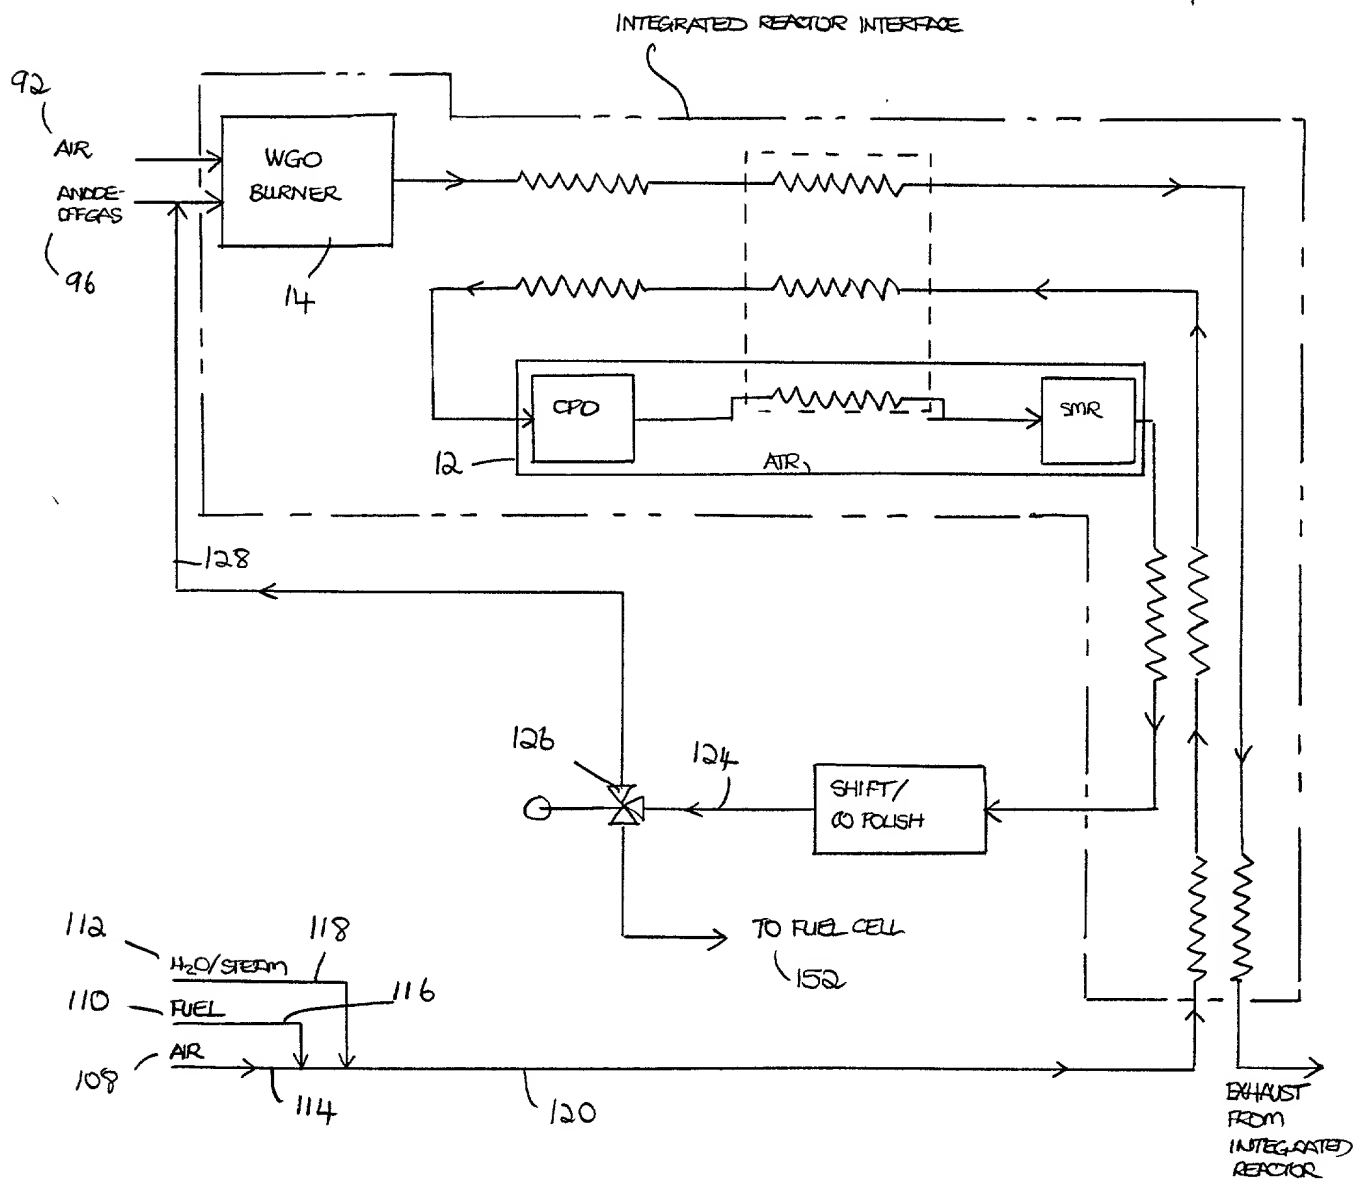 INTEGRATED REACTOR INTERFACE
92
AIR
ANODE-
OFFGAS
96
WGO
BURNER
14
CPO
SMR
12
ATR
128
126
124
SHIFT/
CO POLISH
TO FUEL CELL
152
112
H2O/STEAM
118
110
FUEL
116
AIR
108
114
120
EXHAUST
FROM
INTEGRATED
REACTOR